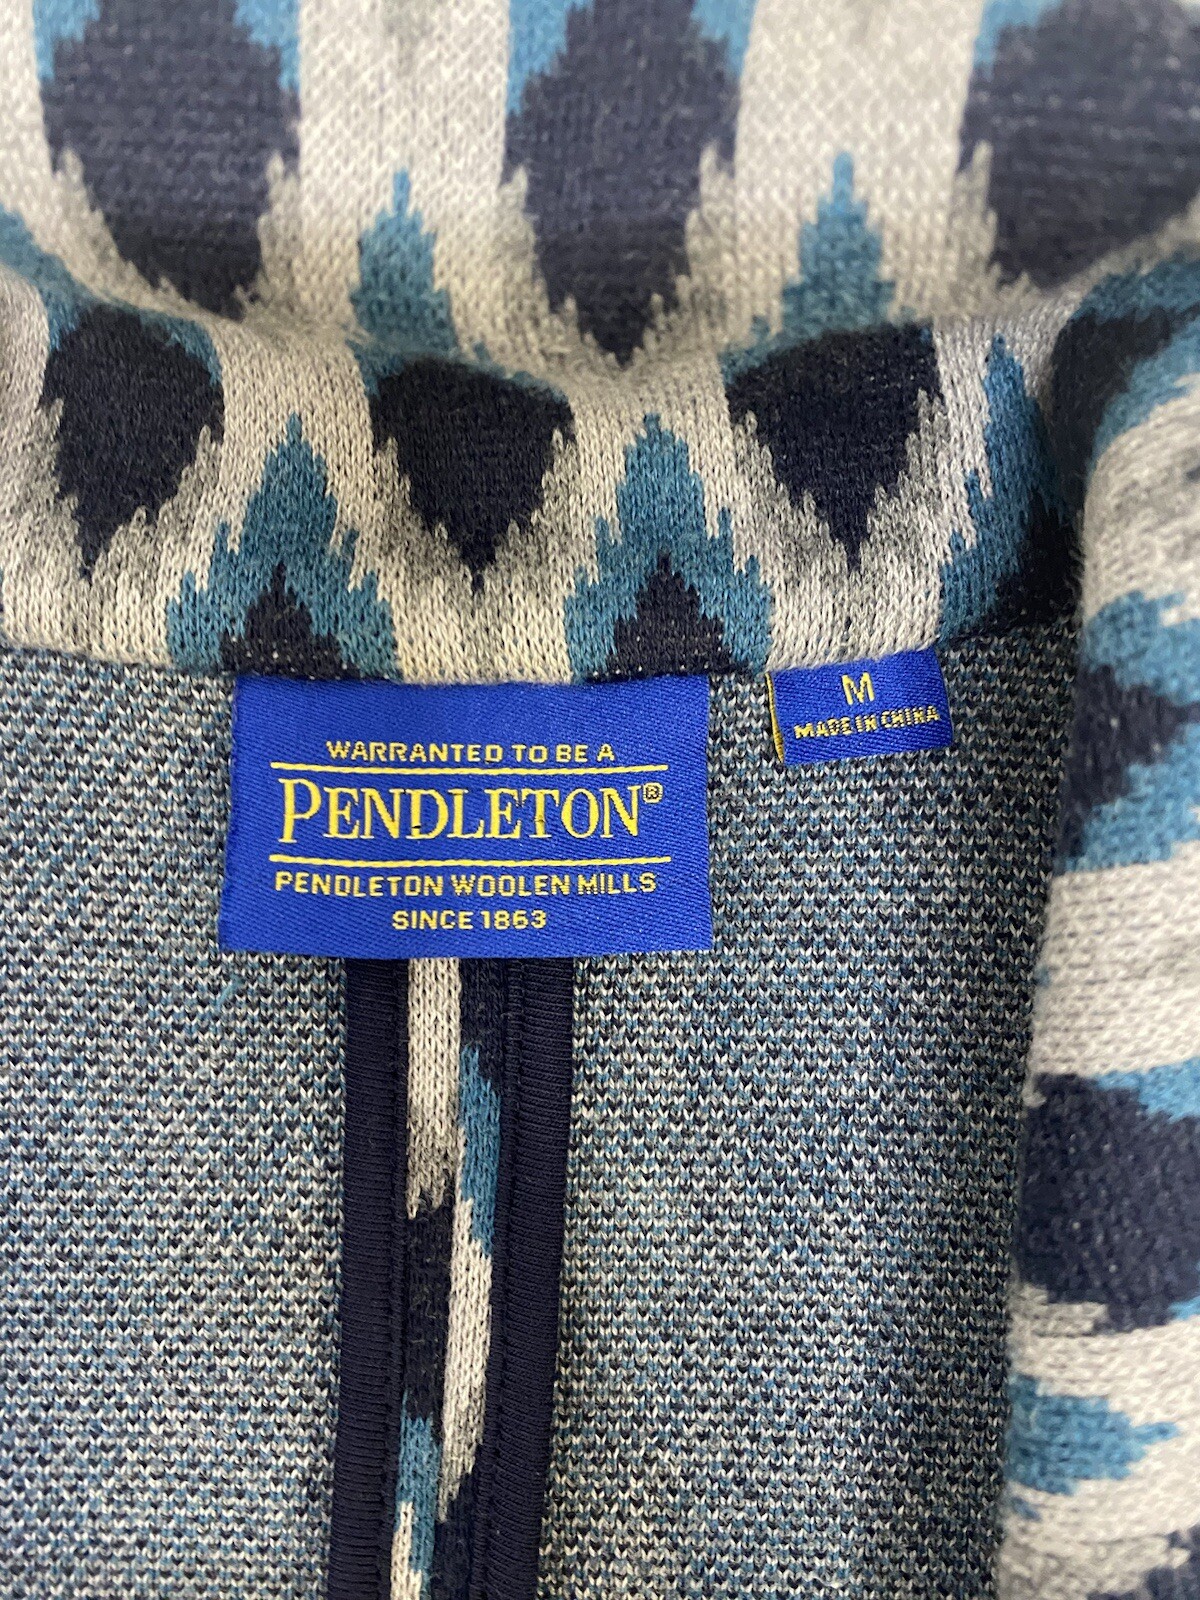 WARRANTED TO BE A
PENDLETON®
PENDLETON WOOLEN MILLS
SINCE 1863
M
MADE IN CHINA